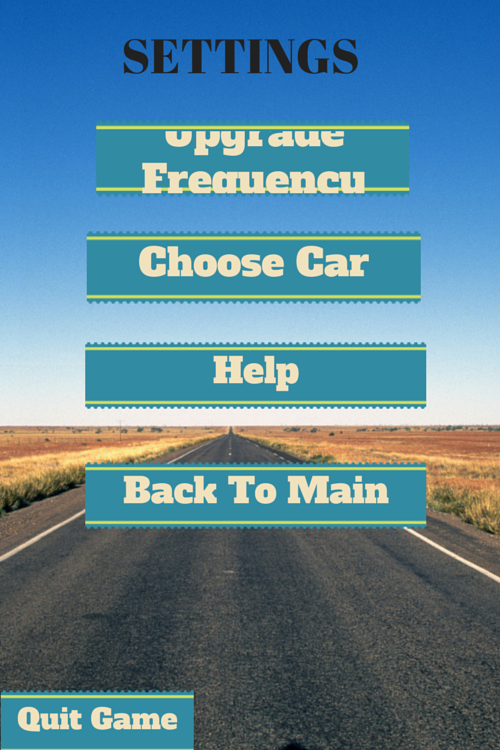 SETTINGS
Upgrade
Frequency
Choose Car
Help
Back To Main
Quit Game